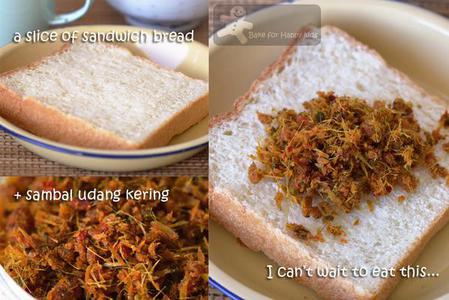 a slice of sandwich bread
Bake for Happy Kids
+ sambal udang kering
I can't wait to eat this...